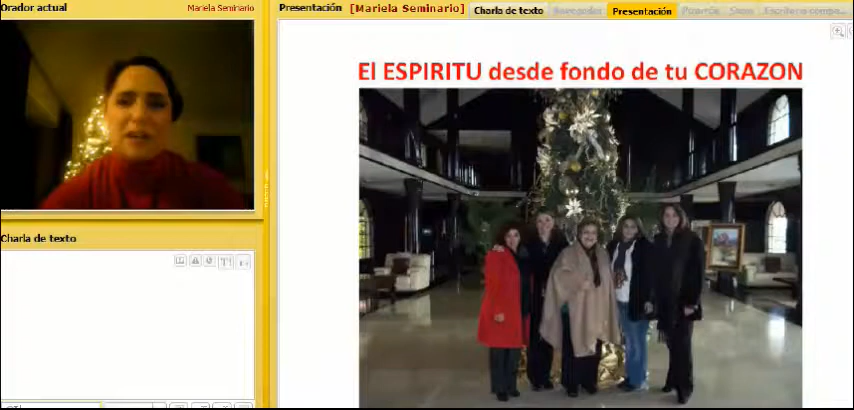 Orador actual
Mariela Seminario
Presentación [Mariela Seminario]
Charla de texto
Presentación
El ESPIRITU desde fondo de tu CORAZON
Charla de texto